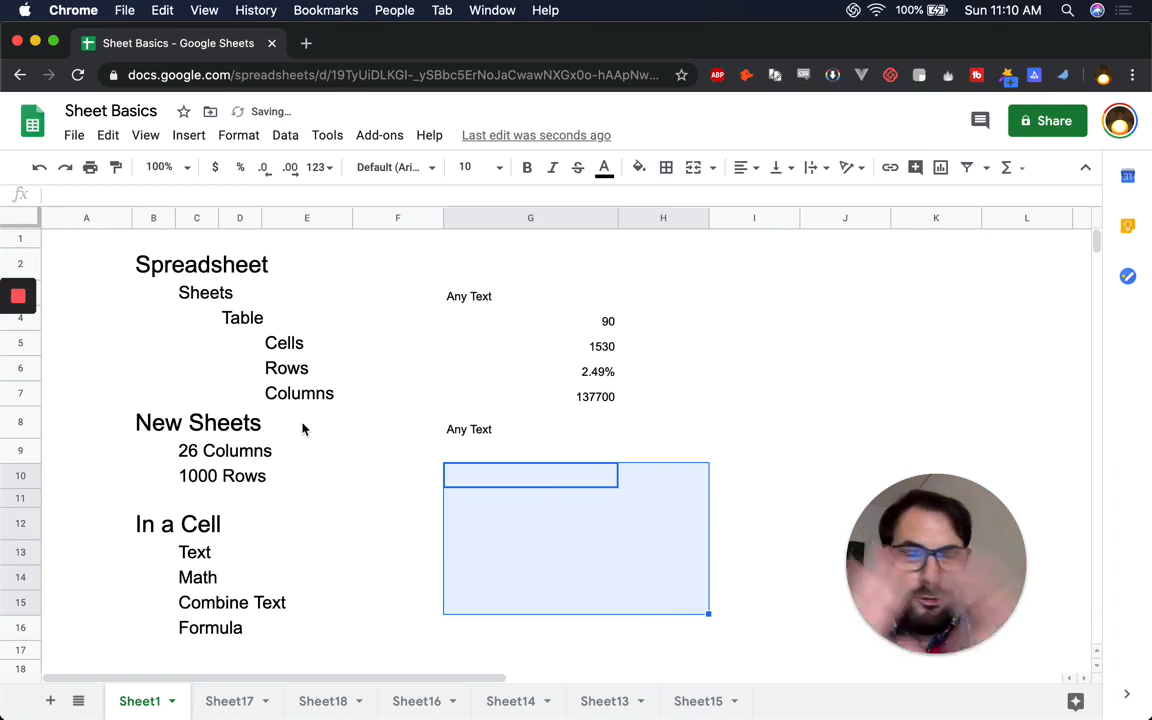 Chrome File Edit View History Bookmarks People Tab Window Help 100% Sun 11:10 AM
Sheet Basics - Google Sheets
docs.google.com/spreadsheets/d/19TyUiDLKGI-_ySBbc5ErNoJaCwawNXGx0o-hAApNw...
ABP 1b
Sheet Basics Saving...
File Edit View Insert Format Data Tools Add-ons Help Last edit was seconds ago
Share
100% $ % .0 .00 123 Default (Ari... 10 B I S A Σ
31
fx
A B C D E F G H I J K L
1
2 Spreadsheet
Sheets Any Text
4 Table 90
5 Cells 1530
6 Rows 2.49%
7 Columns 137700
8 New Sheets Any Text
9 26 Columns
10 1000 Rows
11
12 In a Cell
13 Text
14 Math
15 Combine Text
16 Formula
17
18
+ Sheet1 Sheet17 Sheet18 Sheet16 Sheet14 Sheet13 Sheet15